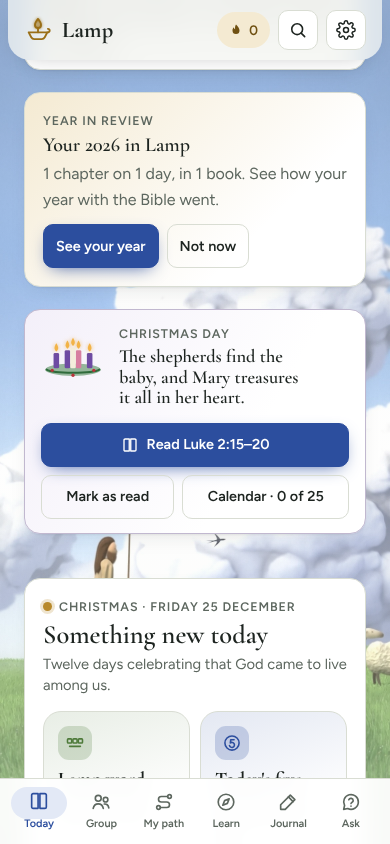 Lamp
0
YEAR IN REVIEW
Your 2026 in Lamp
1 chapter on 1 day, in 1 book. See how your
year with the Bible went.
See your year
Not now
CHRISTMAS DAY
The shepherds find the
baby, and Mary treasures
it all in her heart.
Read Luke 2:15–20
Mark as read
Calendar · 0 of 25
CHRISTMAS · FRIDAY 25 DECEMBER
Something new today
Twelve days celebrating that God came to live
among us.
5
Today
Group
My path
Learn
Journal
Ask